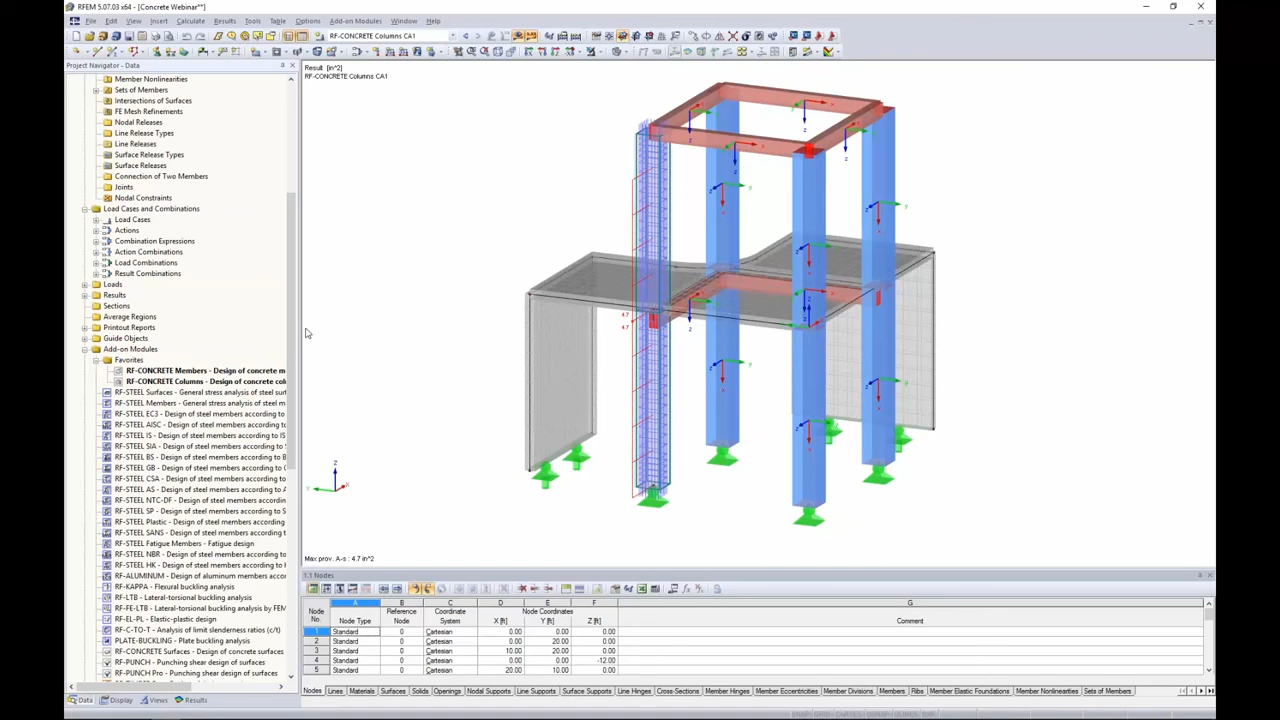 RFEM 5.07.03 x64 - [Concrete Webinar**]
File Edit View Insert Calculate Results Tools Table Options Add-on Modules Window Help
RF-CONCRETE Columns CA1
Project Navigator - Data
Member Nonlinearities
Sets of Members
Intersections of Surfaces
FE Mesh Refinements
Nodal Releases
Line Release Types
Line Releases
Surface Release Types
Surface Releases
Connection of Two Members
Joints
Nodal Constraints
Load Cases and Combinations
Load Cases
Actions
Combination Expressions
Action Combinations
Load Combinations
Result Combinations
Loads
Results
Sections
Average Regions
Printout Reports
Guide Objects
Add-on Modules
Favorites
RF-CONCRETE Members - Design of concrete m
RF-CONCRETE Columns - Design of concrete col
RF-STEEL Surfaces - General stress analysis of steel surf
RF-STEEL Members - General stress analysis of steel me
RF-STEEL EC3 - Design of steel members according to
RF-STEEL AISC - Design of steel members according to
RF-STEEL IS - Design of steel members according to IS
RF-STEEL SIA - Design of steel members according to
RF-STEEL BS - Design of steel members according to B
RF-STEEL GB - Design of steel members according to
RF-STEEL CSA - Design of steel members according to
RF-STEEL AS - Design of steel members according to
RF-STEEL NTC-DF - Design of steel members according
RF-STEEL SP - Design of steel members according to
RF-STEEL Plastic - Design of steel members according
RF-STEEL SANS - Design of steel members according
RF-STEEL Fatigue Members - Fatigue design
RF-STEEL NBR - Design of steel members according to
RF-STEEL HK - Design of steel members according to
RF-ALUMINUM - Design of aluminum members accor
RF-KAPPA - Flexural buckling analysis
RF-LTB - Lateral-torsional buckling analysis
RF-FE-LTB - Lateral-torsional buckling analysis by FEM
RF-EL-PL - Elastic-plastic design
RF-C-TO-T - Analysis of limit slenderness ratios (c/t)
PLATE-BUCKLING - Plate buckling analysis
RF-CONCRETE Surfaces - Design of concrete surfaces
RF-PUNCH - Punching shear design of surfaces
RF-PUNCH Pro - Punching shear design of surfaces
Data Display Views Results
Result [in^2]
RF-CONCRETE Columns CA1
4.7
4.7
Max prov. A-s : 4.7 in^2
1.1 Nodes
A B C D E F G
Node Reference Coordinate Node Coordinates
No. Node Type Node System X [ft] Y [ft] Z [ft] Comment
1 Standard 0 Cartesian 0.00 0.00 0.00
2 Standard 0 Cartesian 0.00 20.00 0.00
3 Standard 0 Cartesian 10.00 20.00 0.00
4 Standard 0 Cartesian 0.00 0.00 -12.00
5 Standard 0 Cartesian 20.00 10.00 0.00
Nodes Lines Materials Surfaces Solids Openings Nodal Supports Line Supports Surface Supports Line Hinges Cross-Sections Member Hinges Member Eccentricities Member Divisions Members Ribs Member Elastic Foundations Member Nonlinearities Sets of Members